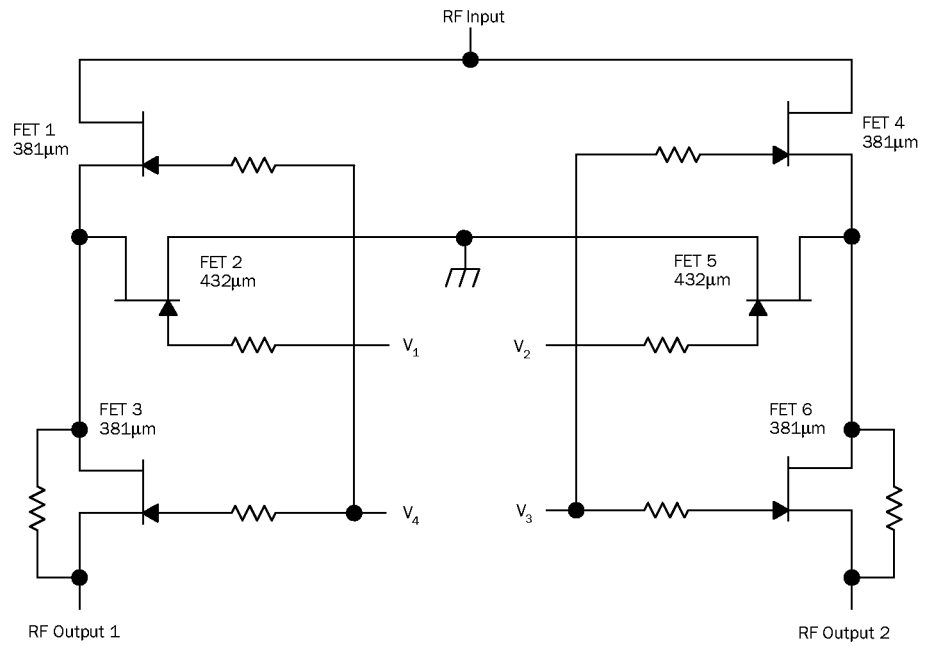 RF Input
FET 1
381µm
FET 4
381µm
FET 2
432µm
FET 5
432µm
V1
V2
FET 3
381µm
FET 6
381µm
V4
V3
RF Output 1
RF Output 2